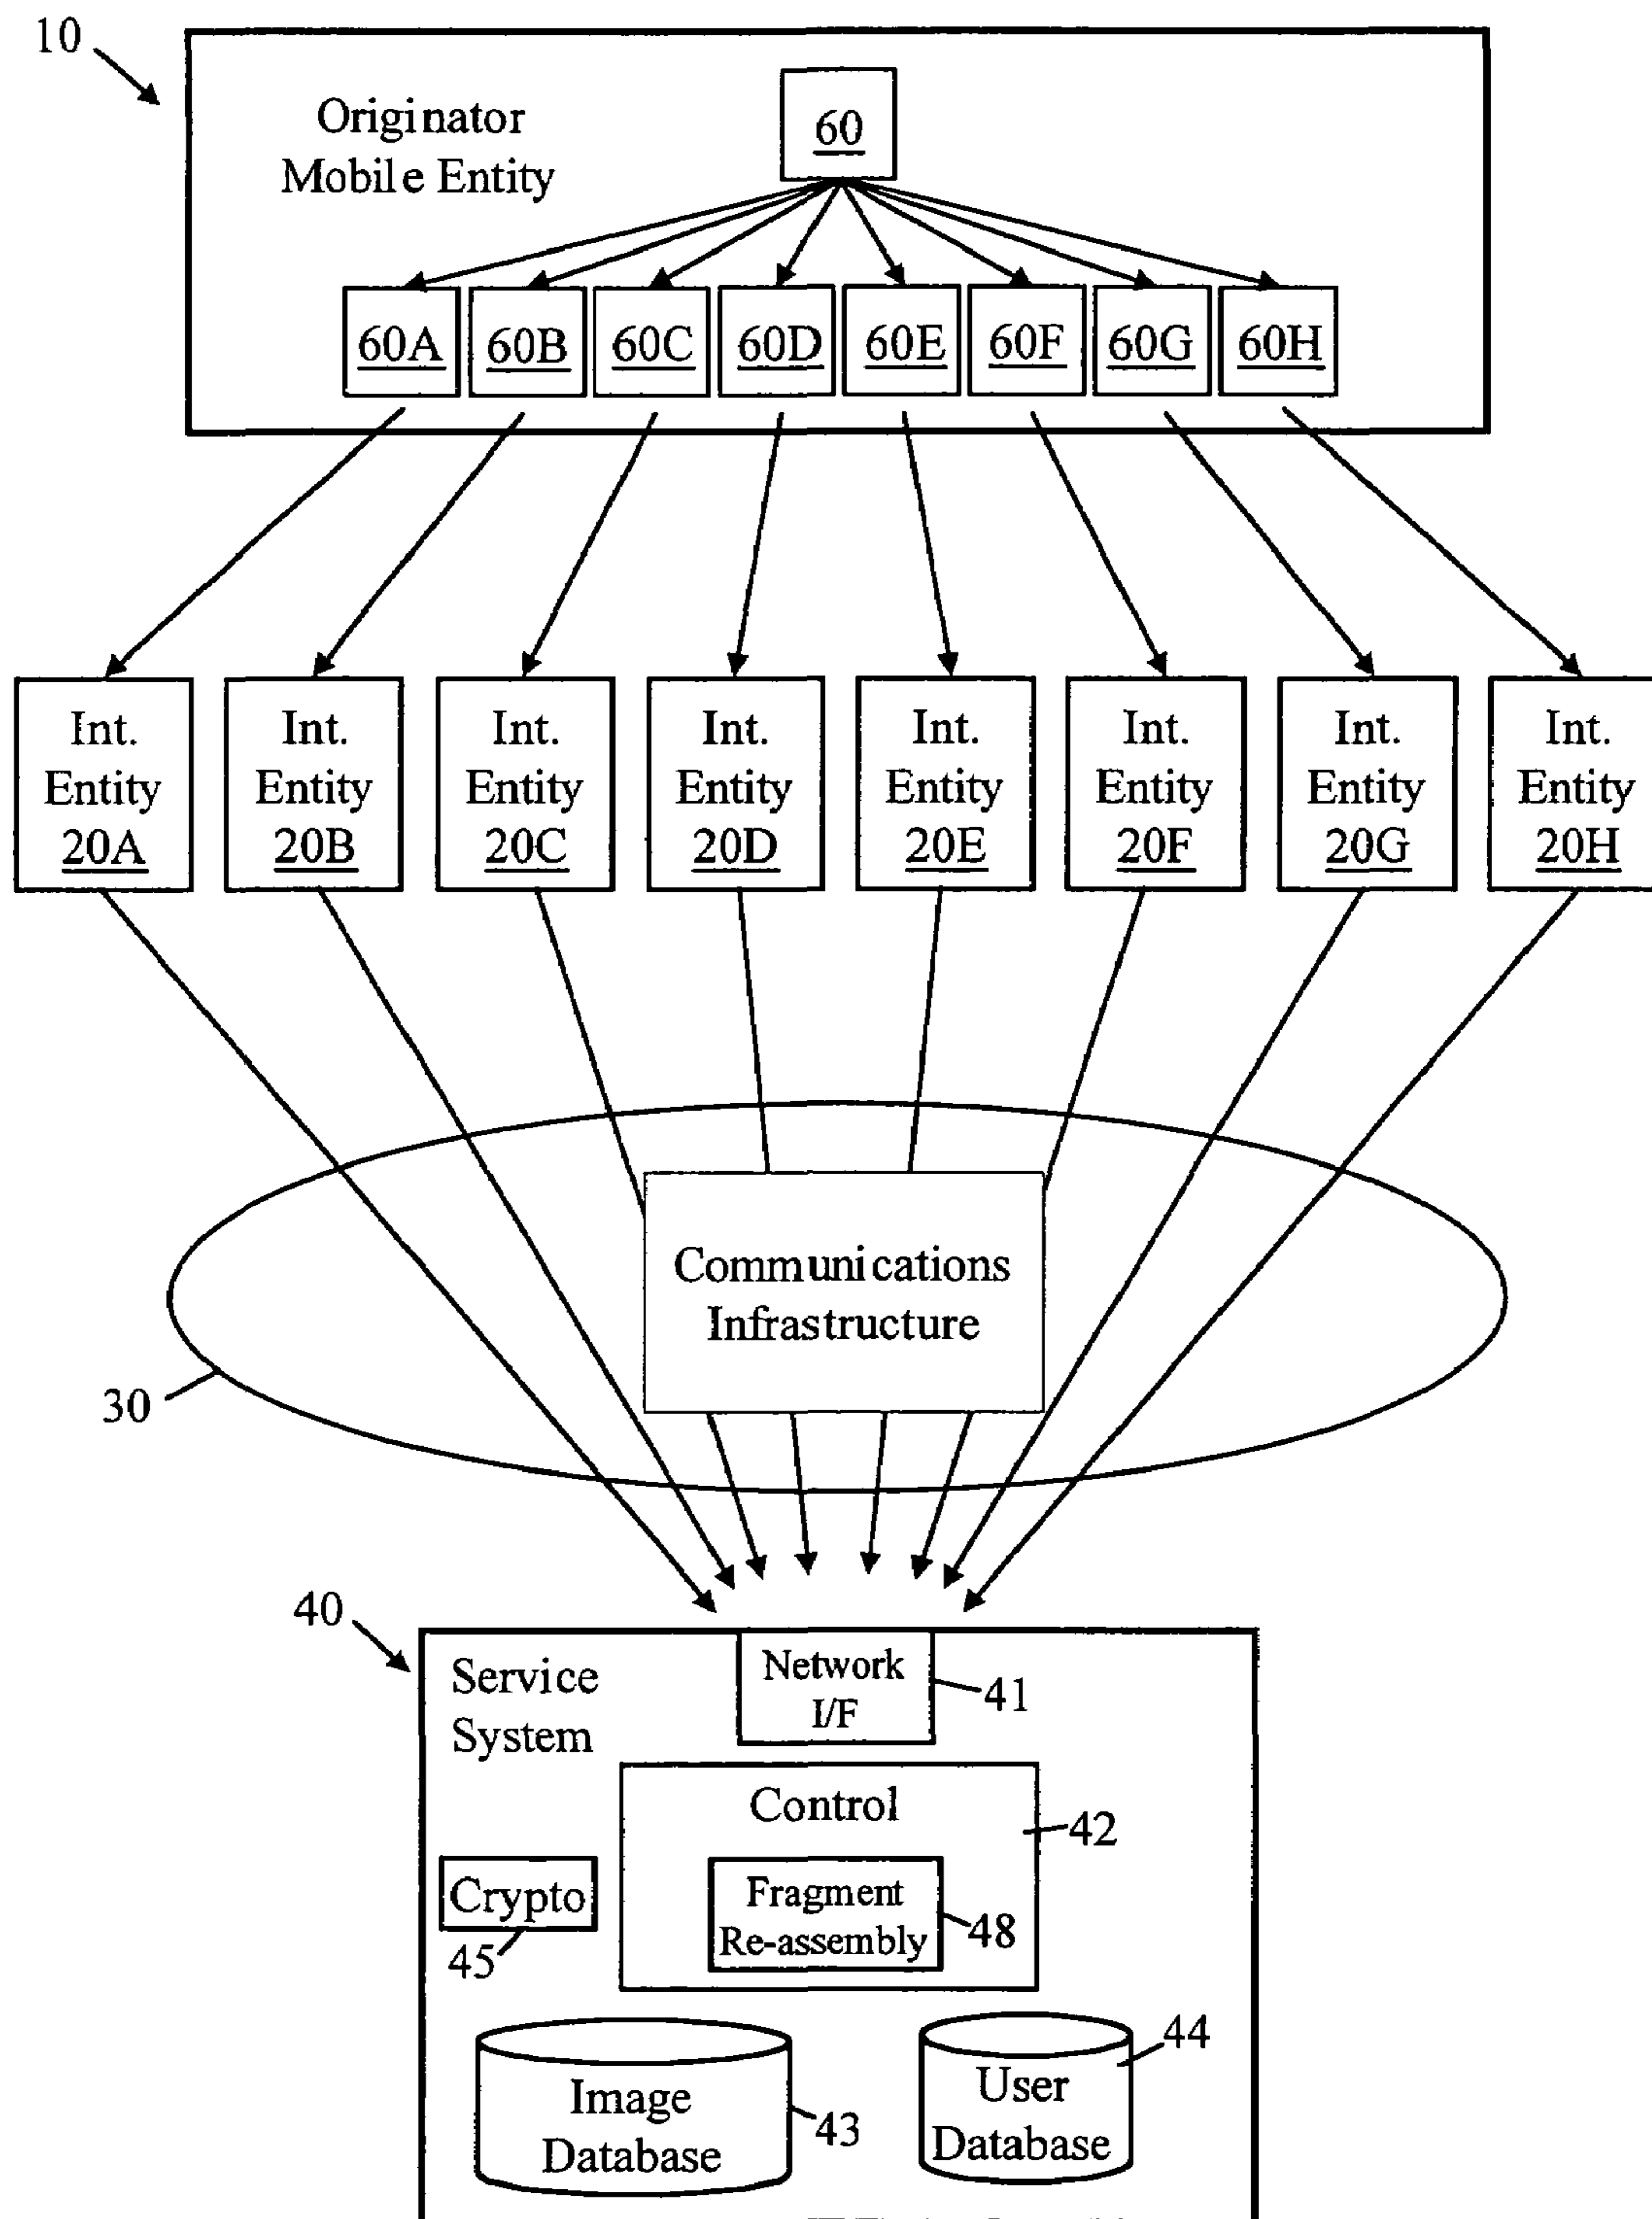 10
Originator
Mobile Entity
60
60A 60B 60C 60D 60E 60F 60G 60H
Int.
Entity
20A
Int.
Entity
20B
Int.
Entity
20C
Int.
Entity
20D
Int.
Entity
20E
Int.
Entity
20F
Int.
Entity
20G
Int.
Entity
20H
Communications
Infrastructure
30
40
Service
System
Network
I/F
41
Control
42
Crypto
45
Fragment
Re-assembly
48
Image
Database
43
User
Database
44